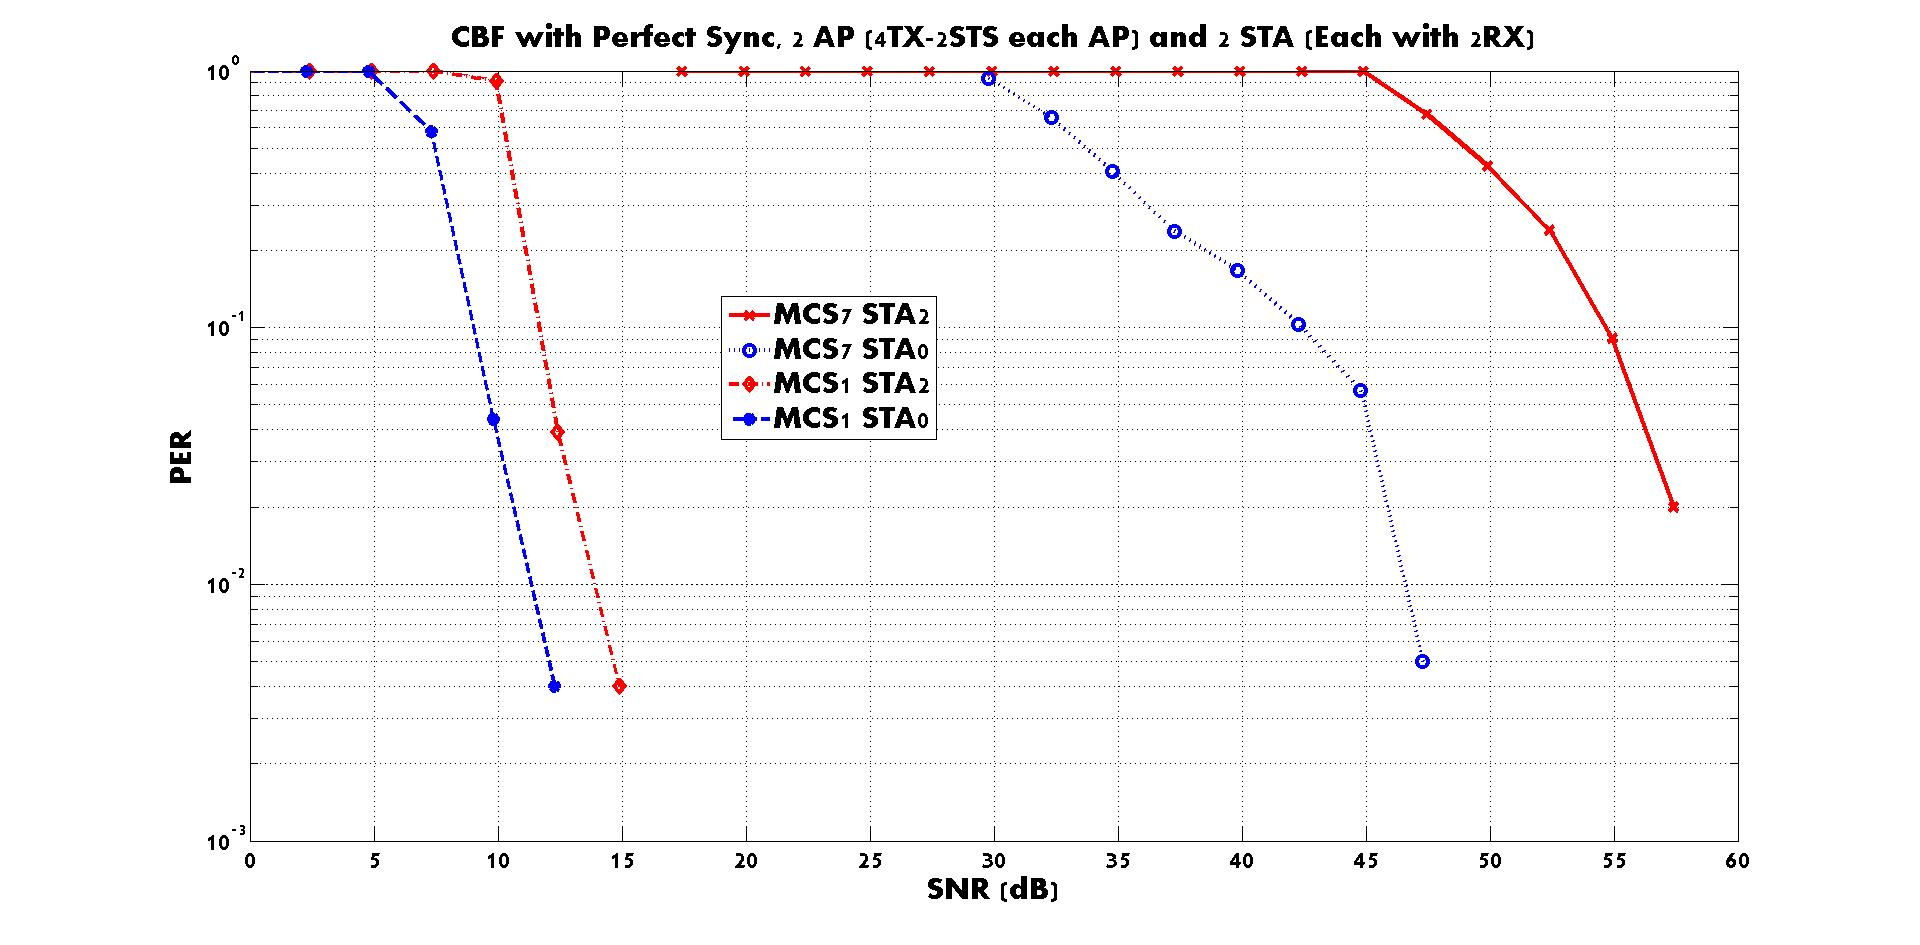 CBF with Perfect Sync, 2 AP (4TX-2STS each AP) and 2 STA (Each with 2RX)
10^0
10^-1
10^-2
10^-3
PER
MCS7 STA2
MCS7 STA0
MCS1 STA2
MCS1 STA0
0 5 10 15 20 25 30 35 40 45 50 55 60
SNR (dB)